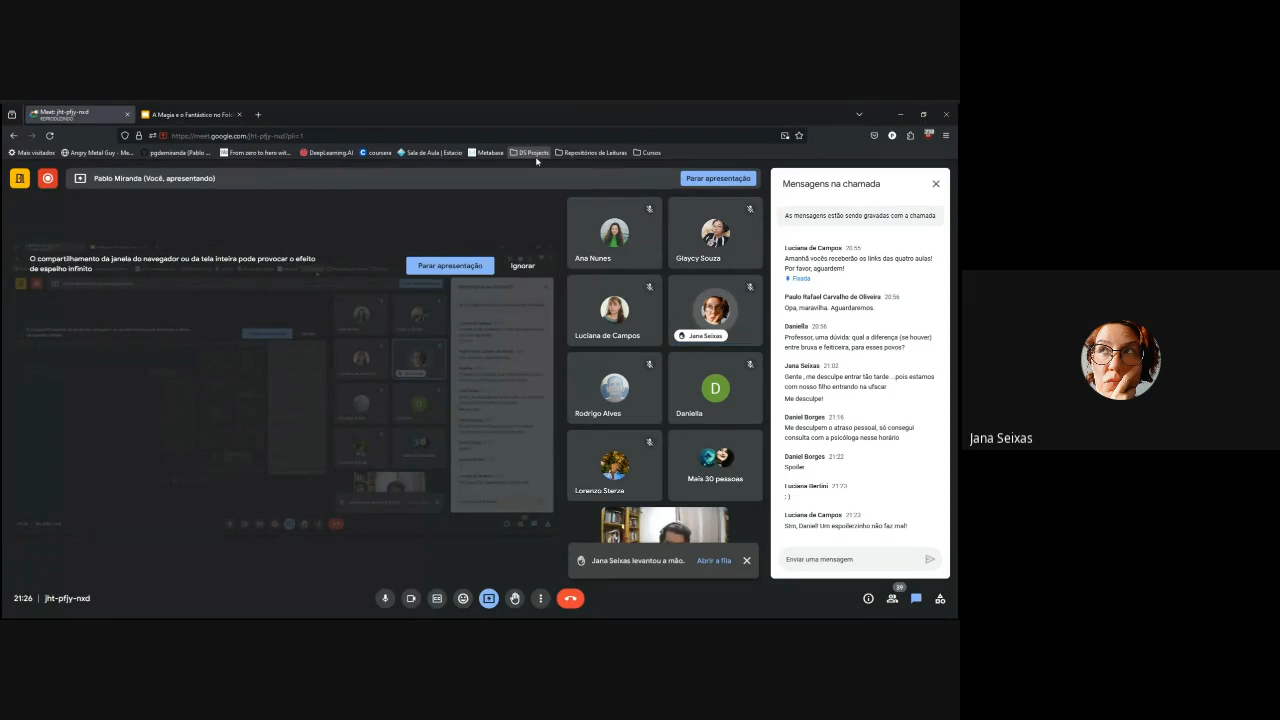 Meet: jht-pfjy-nxd
REPRODUZINDO
A Magia e o Fantástico no Fol
https://meet.google.com/jht-pfjy-nxd?pli=1
238
Mais visitados
Angry Metal Guy - Me...
pgdemiranda (Pablo ...
From zero to hero wit...
DeepLearning.AI
coursera
Sala de Aula | Estacio
Metabase
DS Projects
Repositórios de Leituras
Cursos
Pablo Miranda (Você, apresentando)
Parar apresentação
O compartilhamento da janela do navegador ou da tela inteira pode provocar o efeito
de espelho infinito
Parar apresentação
Ignorar
Ana Nunes
Glaycy Souza
Luciana de Campos
Jana Seixas
Rodrigo Alves
D
Daniella
Lorenzo Sterza
Mais 30 pessoas
Jana Seixas levantou a mão.
Abrir a fila
Mensagens na chamada
As mensagens estão sendo gravadas com a chamada
Luciana de Campos 20:55
Amanhã vocês receberão os links das quatro aulas!
Por favor, aguardem!
Fixada
Paulo Rafael Carvalho de Oliveira 20:56
Opa, maravilha. Aguardaremos.
Daniella 20:56
Professor, uma dúvida: qual a diferença (se houver)
entre bruxa e feiticeira, para esses povos?
Jana Seixas 21:02
Gente , me desculpe entrar tão tarde ...pois estamos
com nosso filho entrando na ufscar
Me desculpe!
Daniel Borges 21:16
Me desculpem o atraso pessoal, só consegui
consulta com a psicóloga nesse horário
Daniel Borges 21:22
Spoiler
Luciana Bertini 21:23
: )
Luciana de Campos 21:23
Sim, Daniel! Um espoilerzinho não faz mal!
Enviar uma mensagem
21:26 | jht-pfjy-nxd
39
Jana Seixas